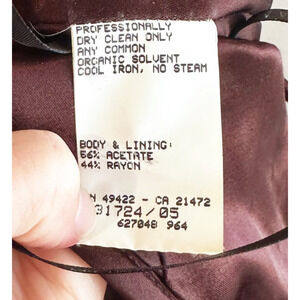 PROFESSIONALLY
DRY CLEAN ONLY
ANY COMMON
ORGANIC SOLVENT
COOL IRON, NO STEAM
BODY & LINING:
56% ACETATE
44% RAYON
N 49422 - CA 21472
31724/05
627048 964